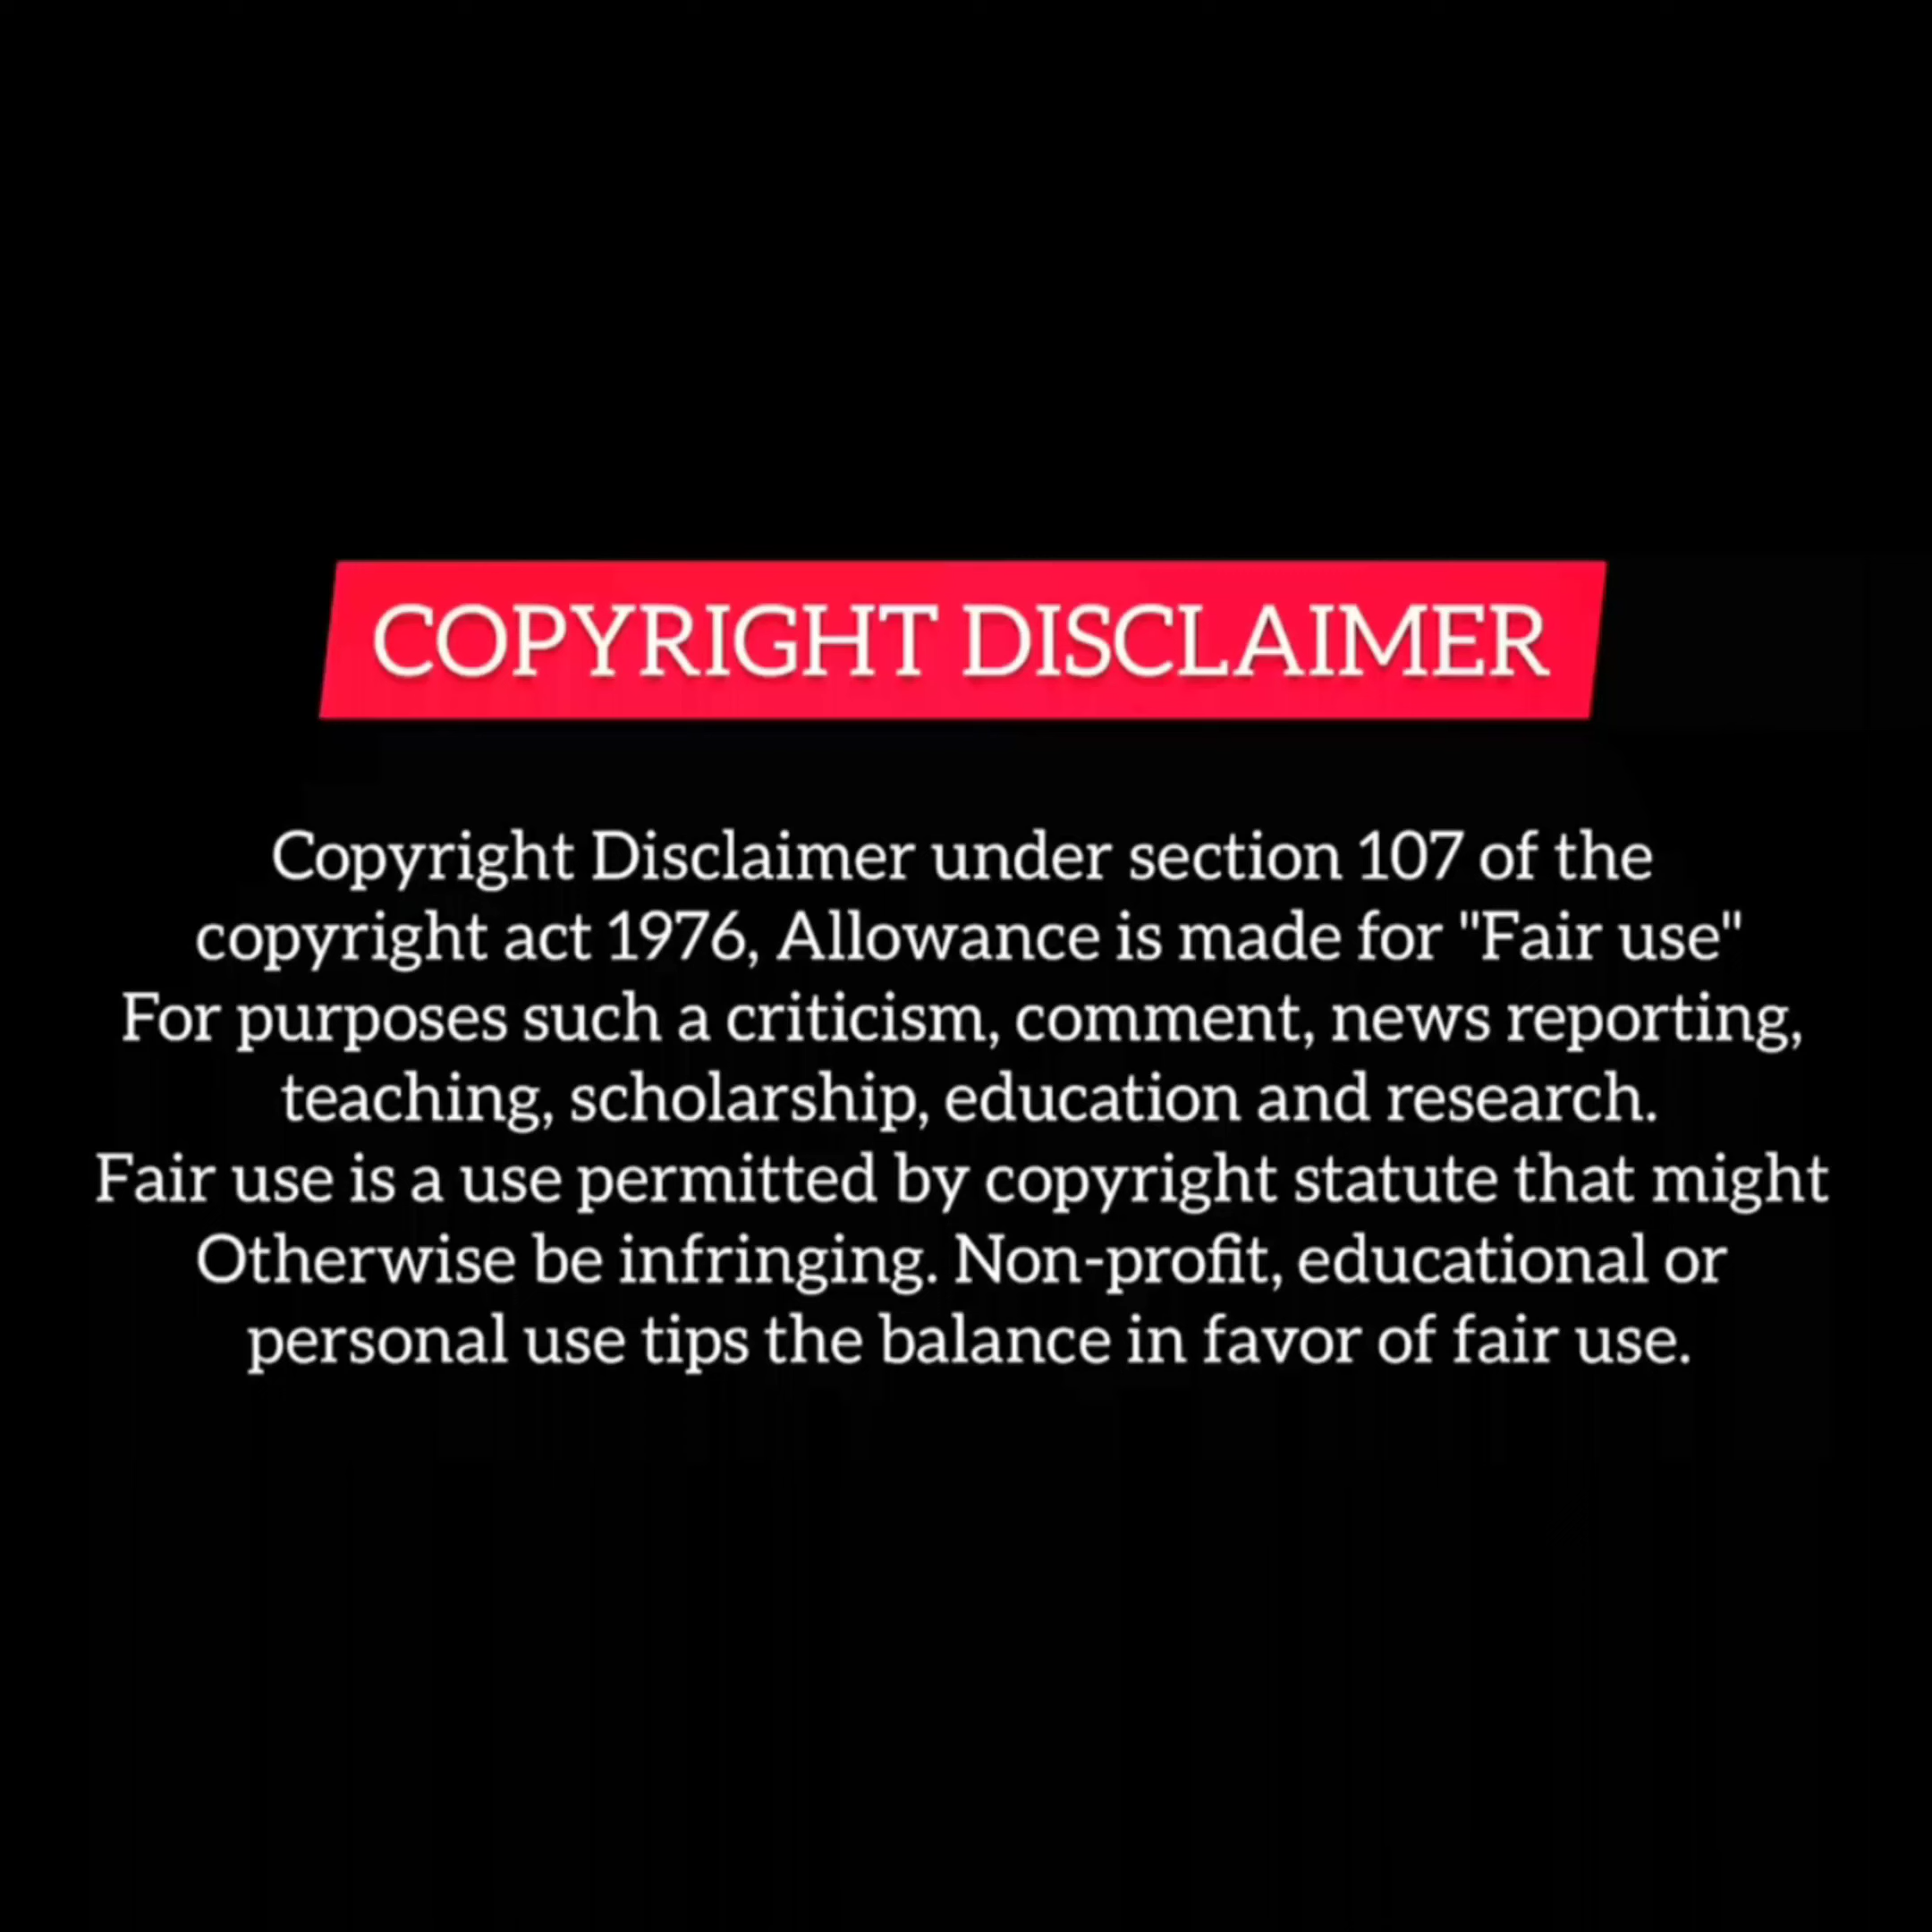 COPYRIGHT DISCLAIMER
Copyright Disclaimer under section 107 of the
copyright act 1976, Allowance is made for "Fair use"
For purposes such a criticism, comment, news reporting,
teaching, scholarship, education and research.
Fair use is a use permitted by copyright statute that might
Otherwise be infringing. Non-profit, educational or
personal use tips the balance in favor of fair use.